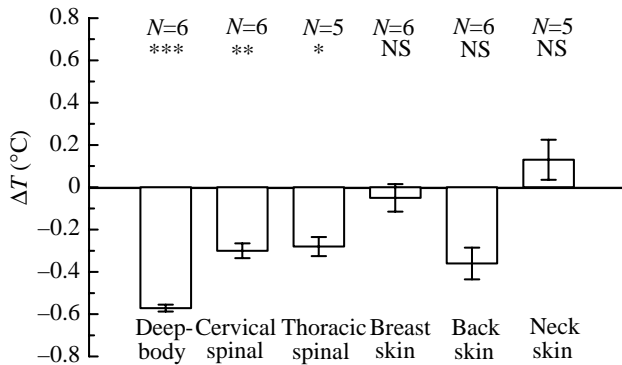 0.8
N=6 N=6 N=5 N=6 N=6 N=5
*** ** * NS NS NS
0.6
0.4
0.2
0
−0.2
−0.4
−0.6
−0.8
ΔT (°C)
Deep- Cervical Thoracic Breast Back Neck
body spinal spinal skin skin skin